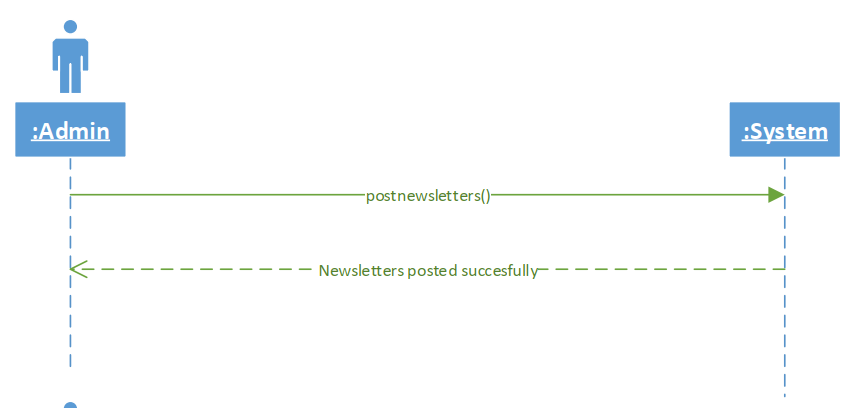 :Admin
:System
postnewsletters()
Newsletters posted succesfully